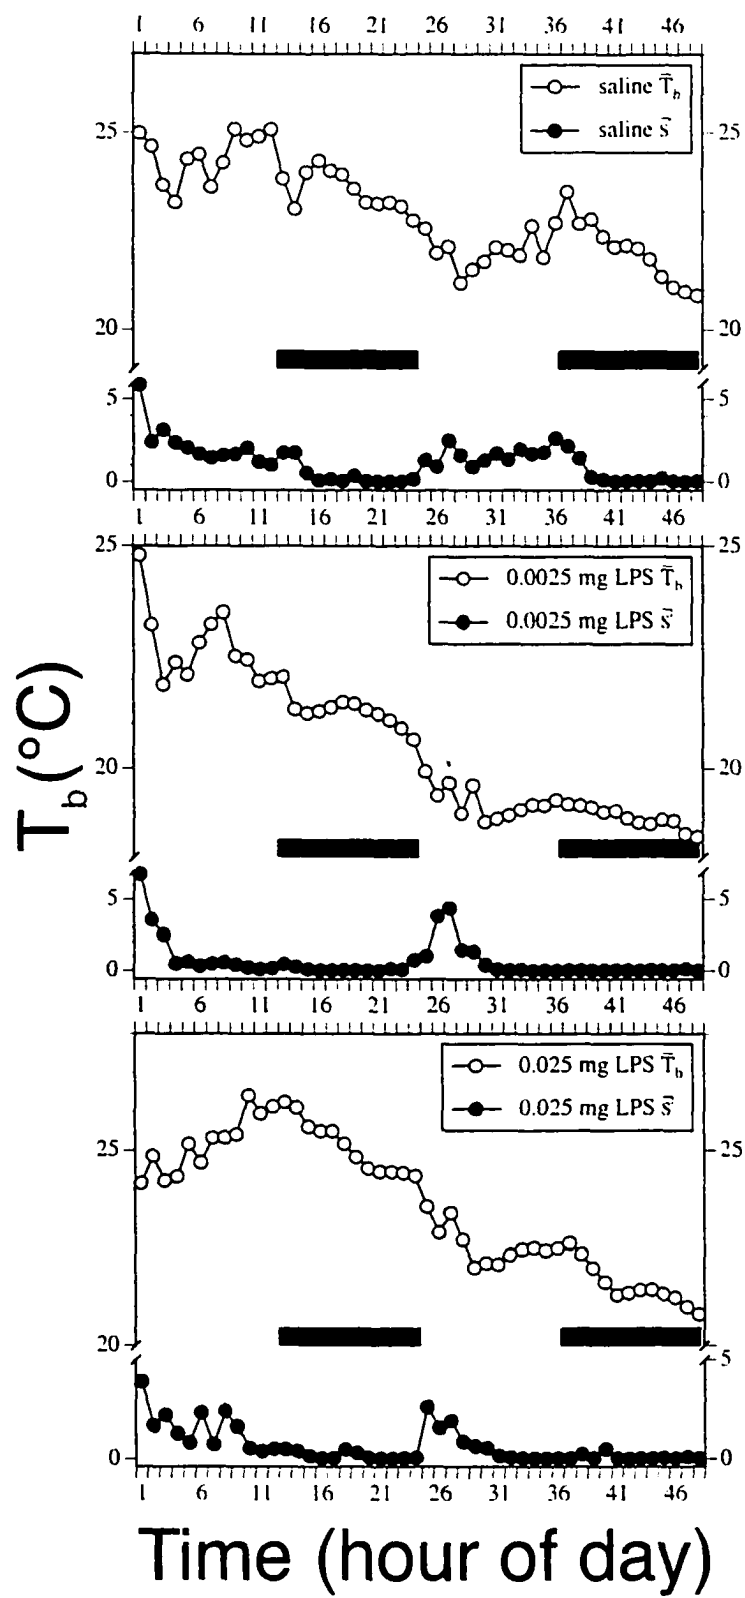 1 6 11 16 21 26 31 36 41 46
saline T̄b
saline s̄
25 25
20 20
5 5
0 0
1 6 11 16 21 26 31 36 41 46
25 25
0.0025 mg LPS T̄b
0.0025 mg LPS s̄
Tb (°C)
20 20
5 5
0 0
1 6 11 16 21 26 31 36 41 46
0.025 mg LPS T̄b
0.025 mg LPS s̄
25 25
20
5
0 0
1 6 11 16 21 26 31 36 41 46
Time (hour of day)